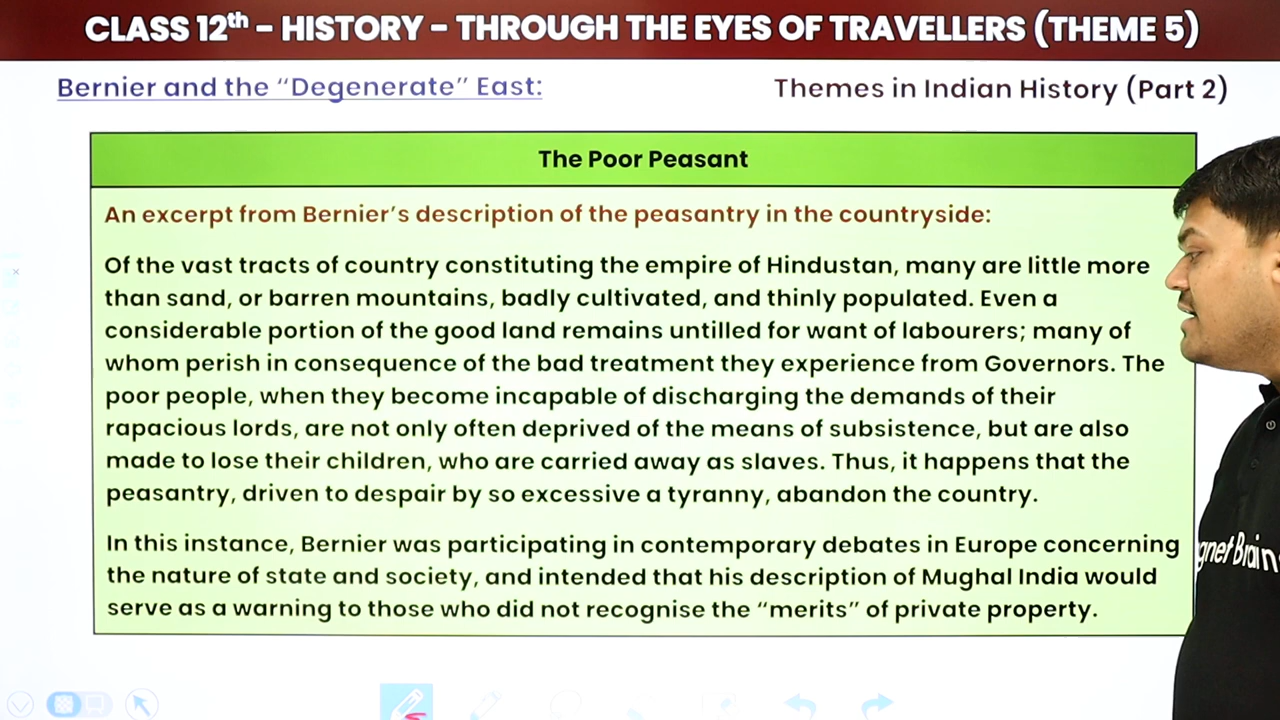 CLASS 12th – HISTORY – THROUGH THE EYES OF TRAVELLERS (THEME 5)
Bernier and the “Degenerate” East:
Themes in Indian History (Part 2)
The Poor Peasant
An excerpt from Bernier’s description of the peasantry in the countryside:
Of the vast tracts of country constituting the empire of Hindustan, many are little more
than sand, or barren mountains, badly cultivated, and thinly populated. Even a
considerable portion of the good land remains untilled for want of labourers; many of
whom perish in consequence of the bad treatment they experience from Governors. The
poor people, when they become incapable of discharging the demands of their
rapacious lords, are not only often deprived of the means of subsistence, but are also
made to lose their children, who are carried away as slaves. Thus, it happens that the
peasantry, driven to despair by so excessive a tyranny, abandon the country.
In this instance, Bernier was participating in contemporary debates in Europe concerning
the nature of state and society, and intended that his description of Mughal India would
serve as a warning to those who did not recognise the “merits” of private property.
gnet Brain